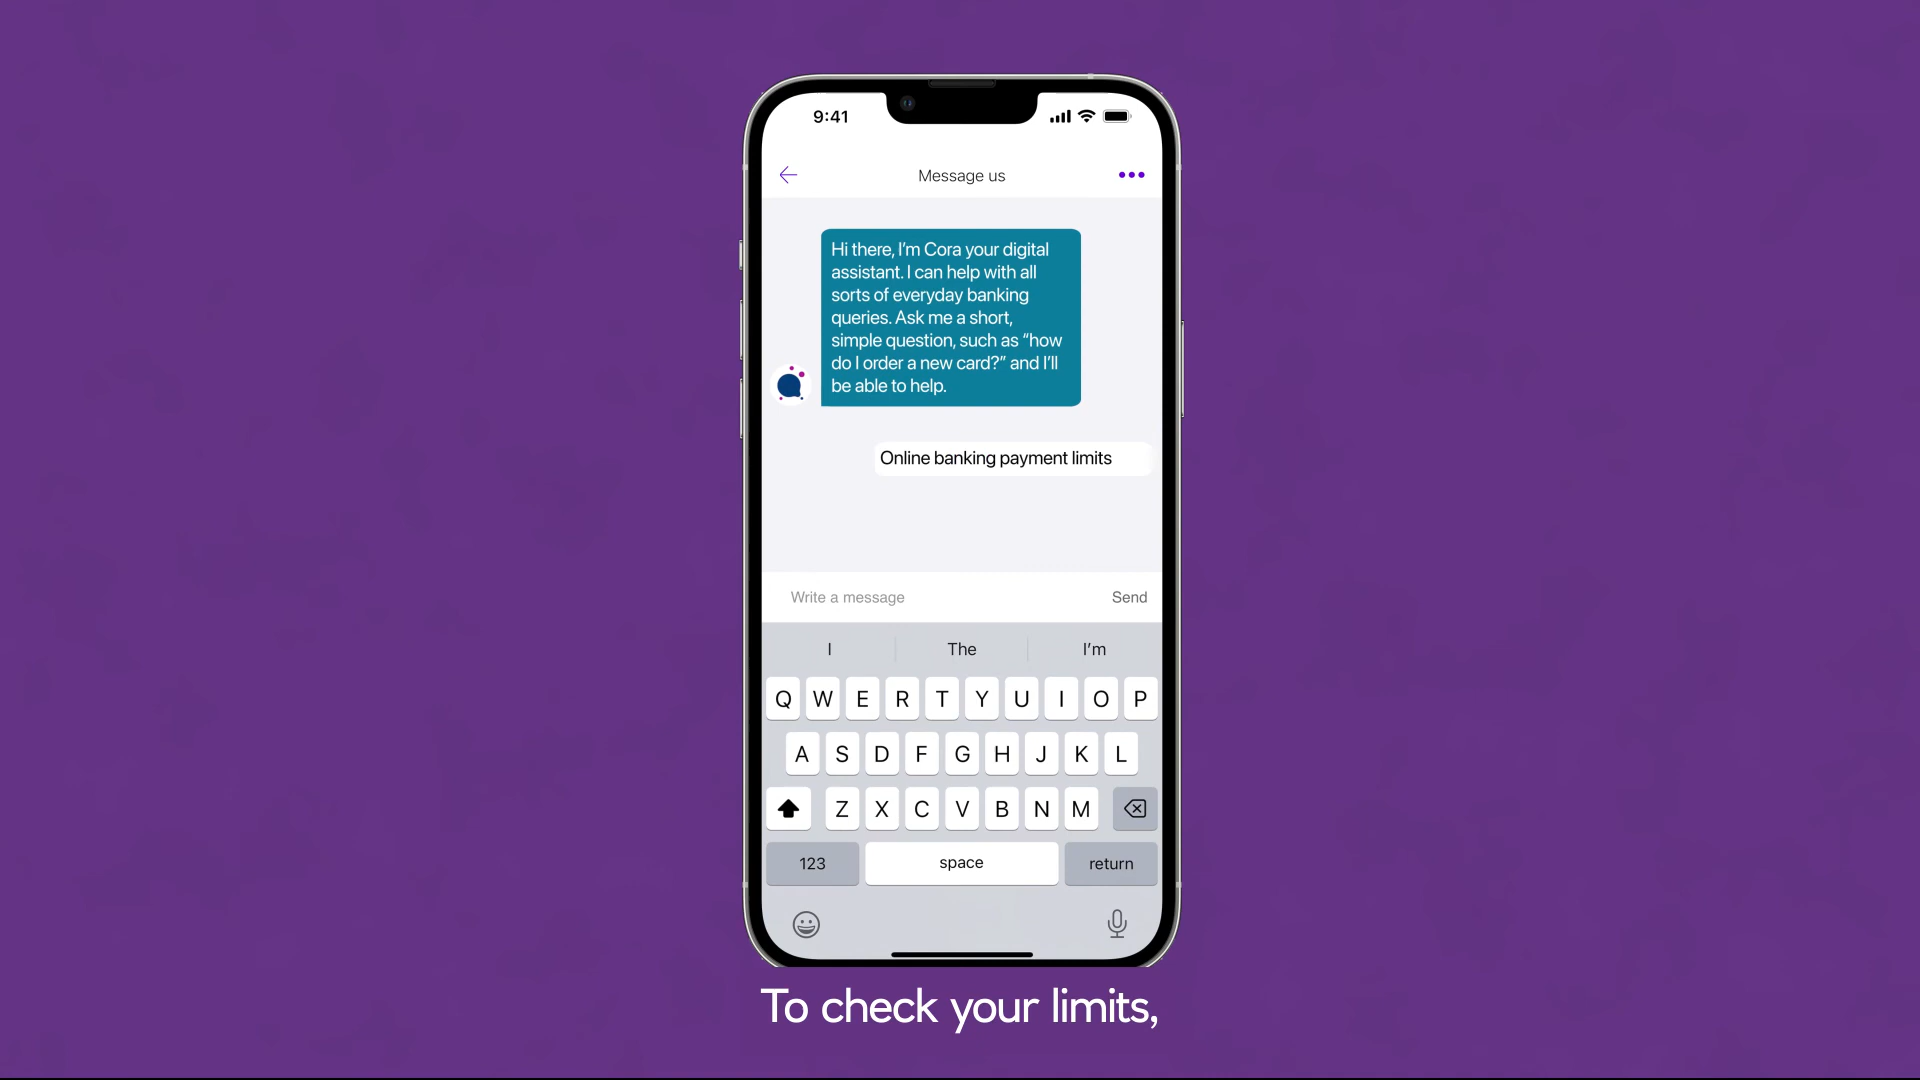 9:41
Message us
Hi there, I’m Cora your digital
assistant. I can help with all
sorts of everyday banking
queries. Ask me a short,
simple question, such as “how
do I order a new card?” and I’ll
be able to help.
Online banking payment limits
Write a message
Send
I
The
I’m
Q W E R T Y U I O P
A S D F G H J K L
Z X C V B N M
123
space
return
To check your limits,